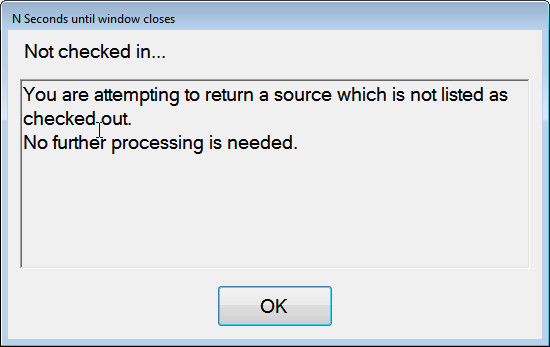 N Seconds until window closes
Not checked in...
You are attempting to return a source which is not listed as
checked out.
No further processing is needed.
OK